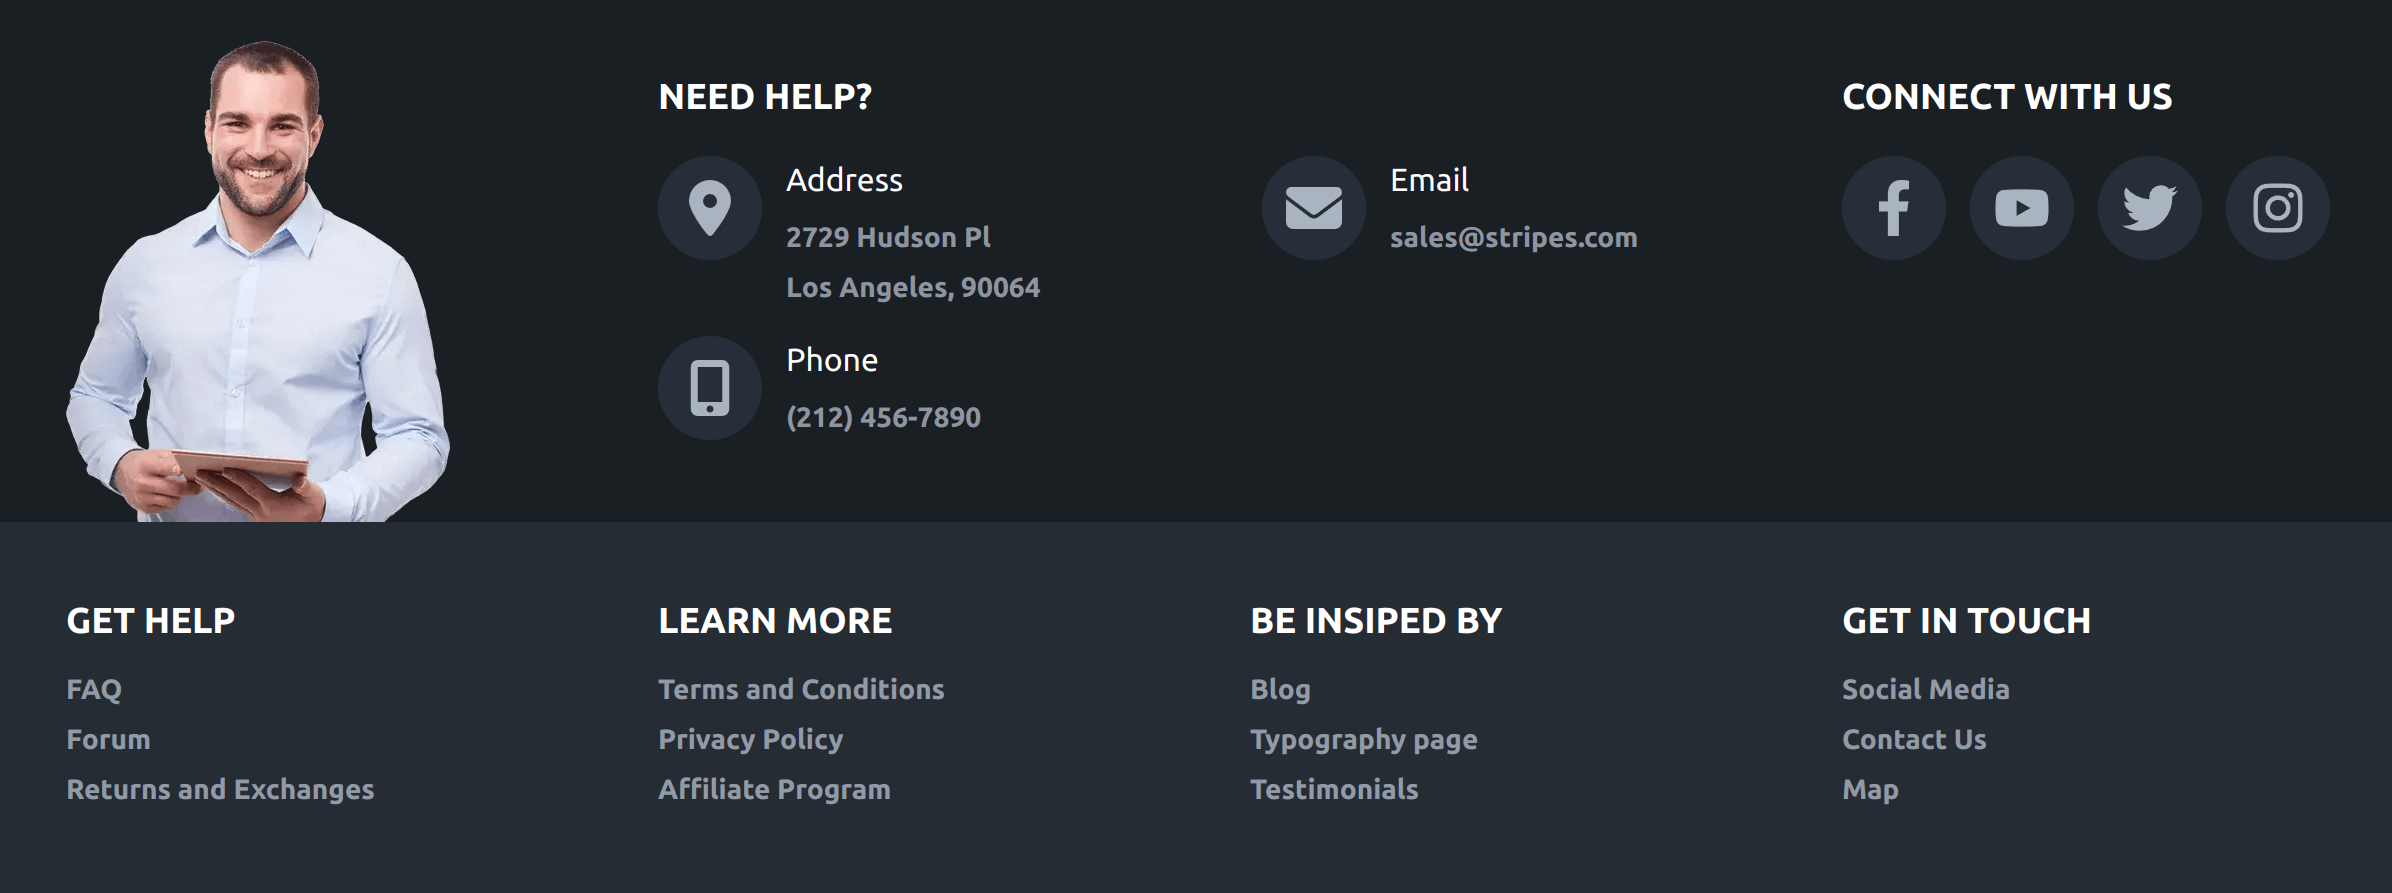 NEED HELP?
Address
2729 Hudson Pl
Los Angeles, 90064
Phone
(212) 456-7890
Email
sales@stripes.com
CONNECT WITH US
GET HELP
FAQ
Forum
Returns and Exchanges
LEARN MORE
Terms and Conditions
Privacy Policy
Affiliate Program
BE INSIPED BY
Blog
Typography page
Testimonials
GET IN TOUCH
Social Media
Contact Us
Map